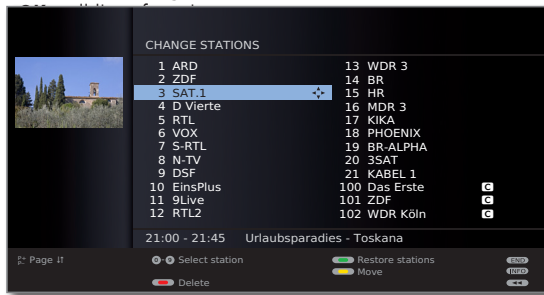 CHANGE STATIONS
1 ARD
2 ZDF
3 SAT.1
4 D Vierte
5 RTL
6 VOX
7 S-RTL
8 N-TV
9 DSF
10 EinsPlus
11 9Live
12 RTL2
13 WDR 3
14 BR
15 HR
16 MDR 3
17 KIKA
18 PHOENIX
19 BR-ALPHA
20 3SAT
21 KABEL 1
100 Das Erste C
101 ZDF C
102 WDR Köln C
21:00 - 21:45 Urlaubsparadies - Toskana
P+ P- Page
0-9 Select station
Delete
Restore stations
Move
END
INFO